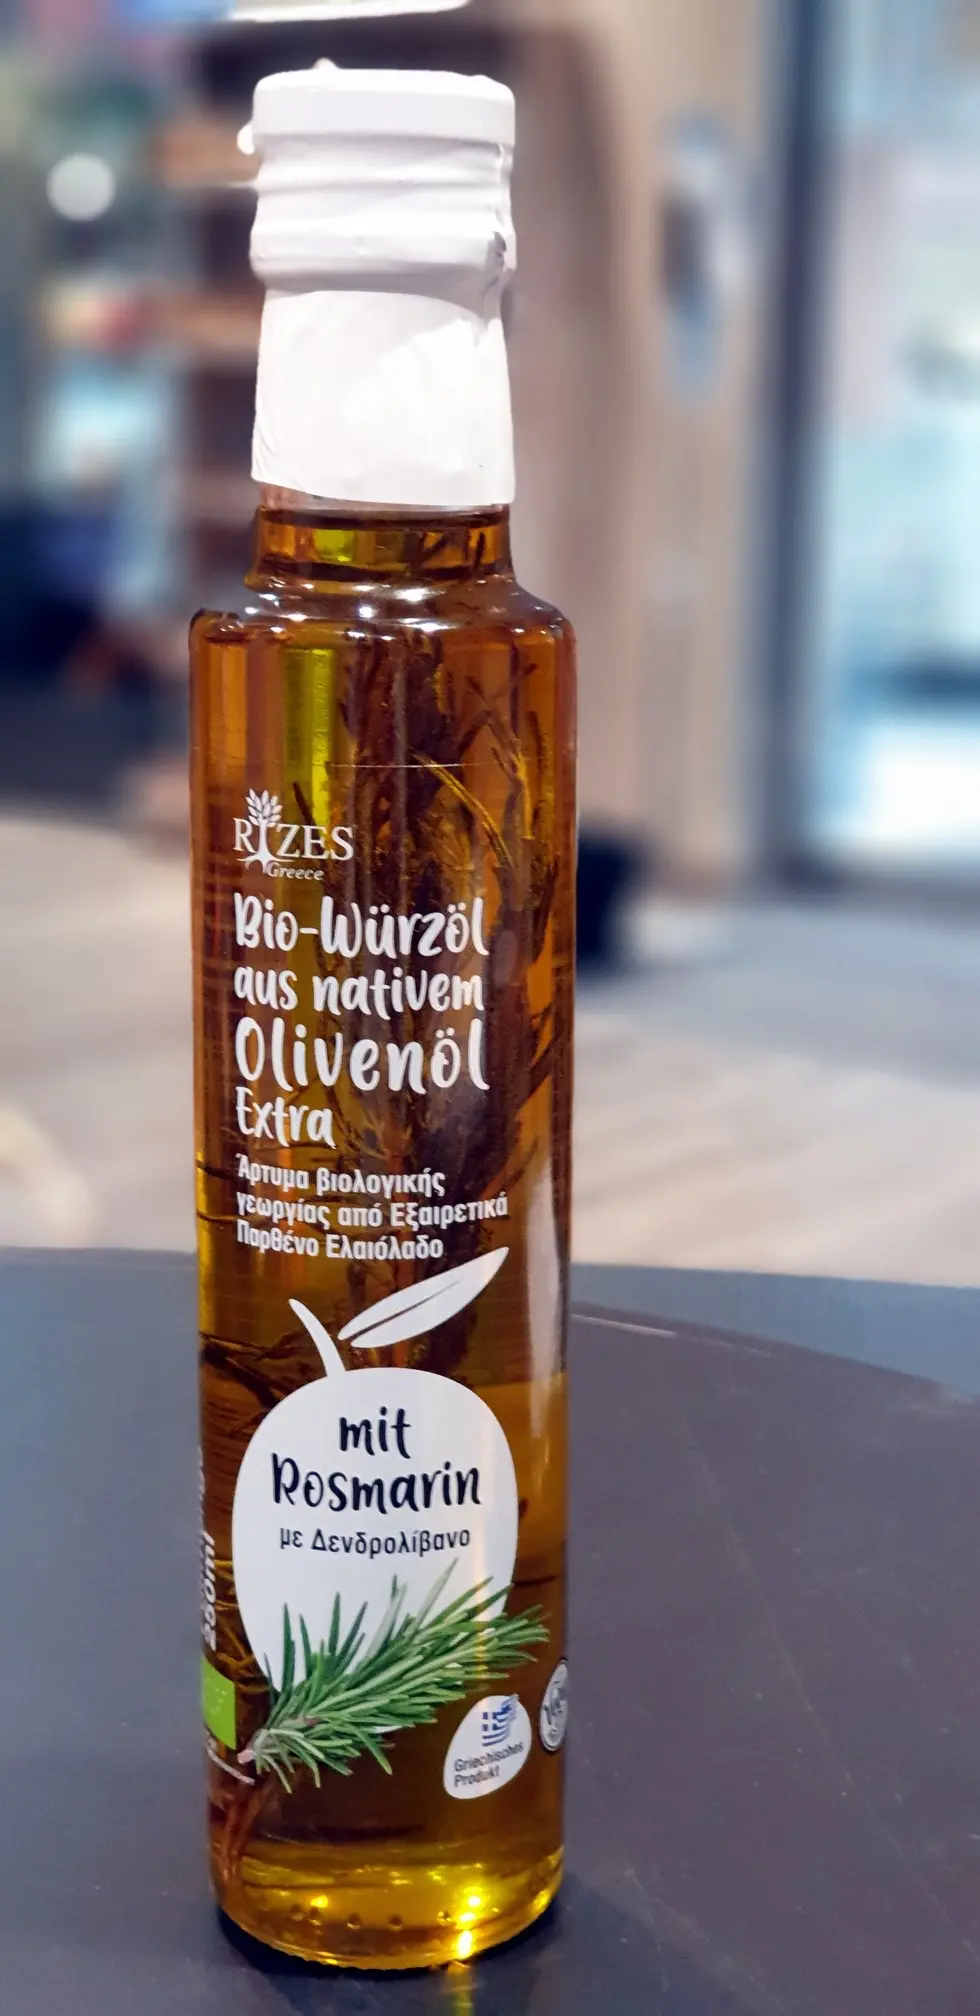 RIZES
Greece
Bio-Würzöl
aus nativem
Olivenöl
Extra
Άρτυμα βιολογικής
γεωργίας από Εξαιρετικά
Παρθένο Ελαιόλαδο
mit
Rosmarin
με Δενδρολίβανο
250ml
Griechisches
Produkt